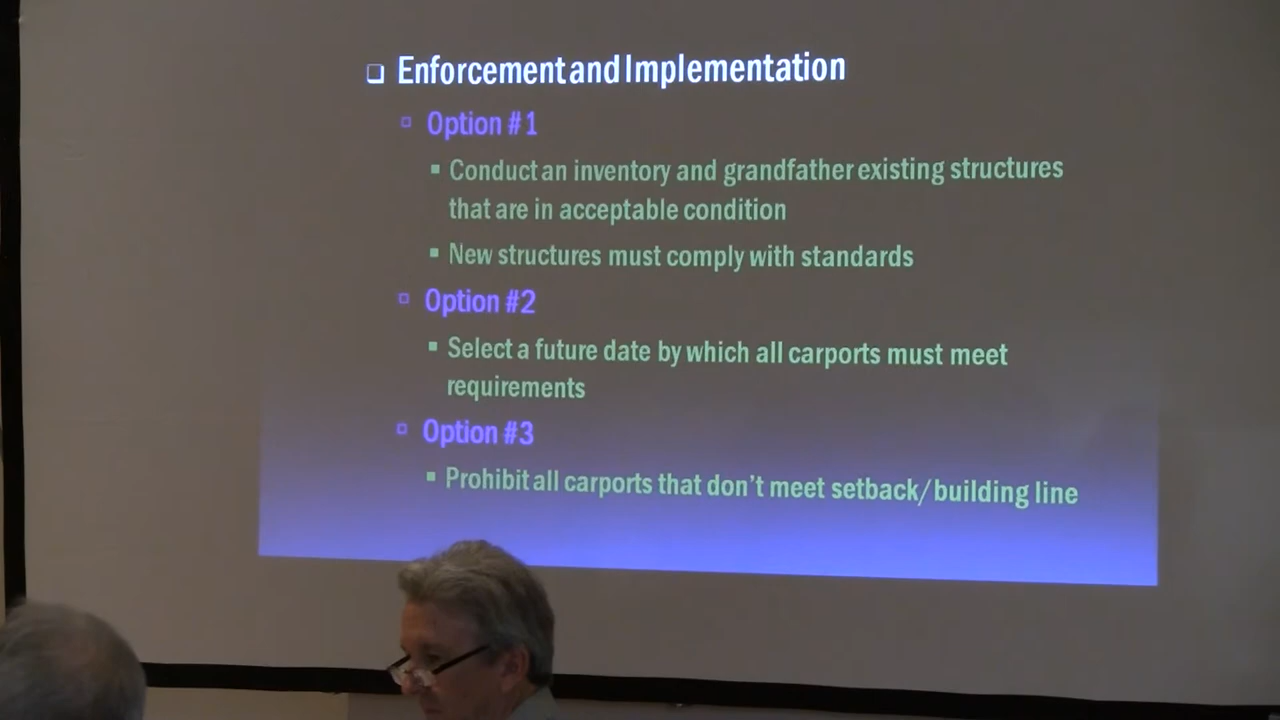 Enforcement and Implementation
Option #1
Conduct an inventory and grandfather existing structures
that are in acceptable condition
New structures must comply with standards
Option #2
Select a future date by which all carports must meet
requirements
Option #3
Prohibit all carports that don't meet setback/building line